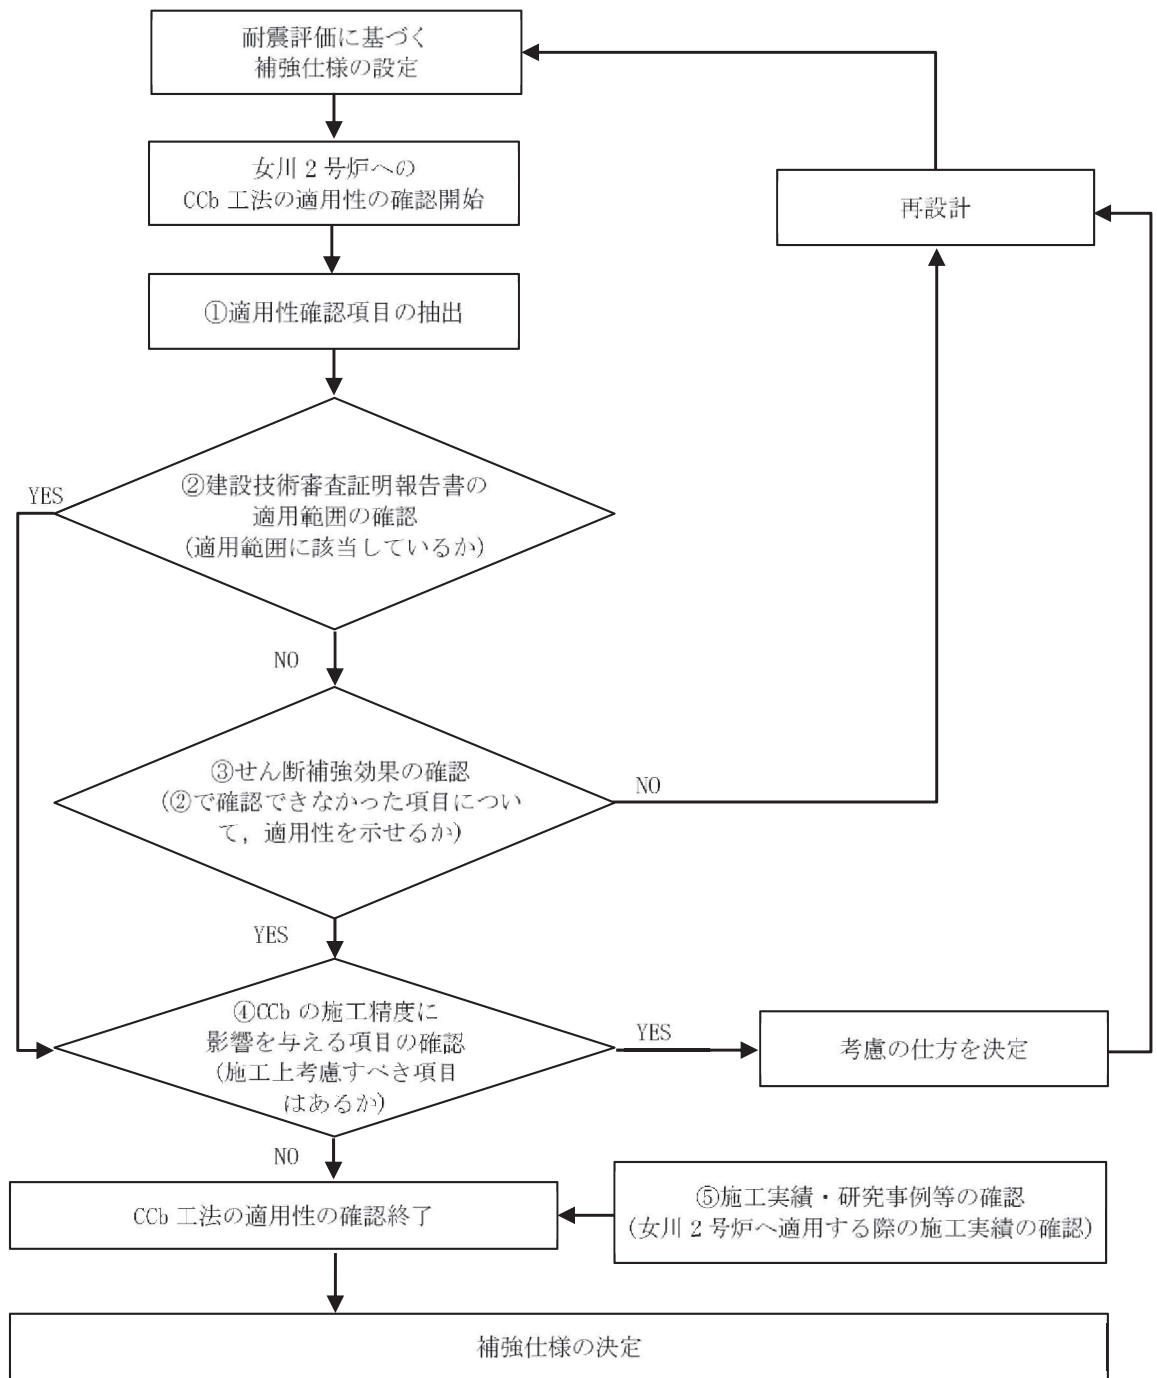 耐震評価に基づく
補強仕様の設定
女川2号炉への
CCb 工法の適用性の確認開始
再設計
①適用性確認項目の抽出
②建設技術審査証明報告書の
適用範囲の確認
(適用範囲に該当しているか)
YES
NO
③せん断補強効果の確認
(②で確認できなかった項目につい
て，適用性を示せるか)
NO
YES
④CCb の施工精度に
影響を与える項目の確認
(施工上考慮すべき項目
はあるか)
YES
考慮の仕方を決定
NO
CCb 工法の適用性の確認終了
⑤施工実績・研究事例等の確認
(女川2号炉へ適用する際の施工実績の確認)
補強仕様の決定